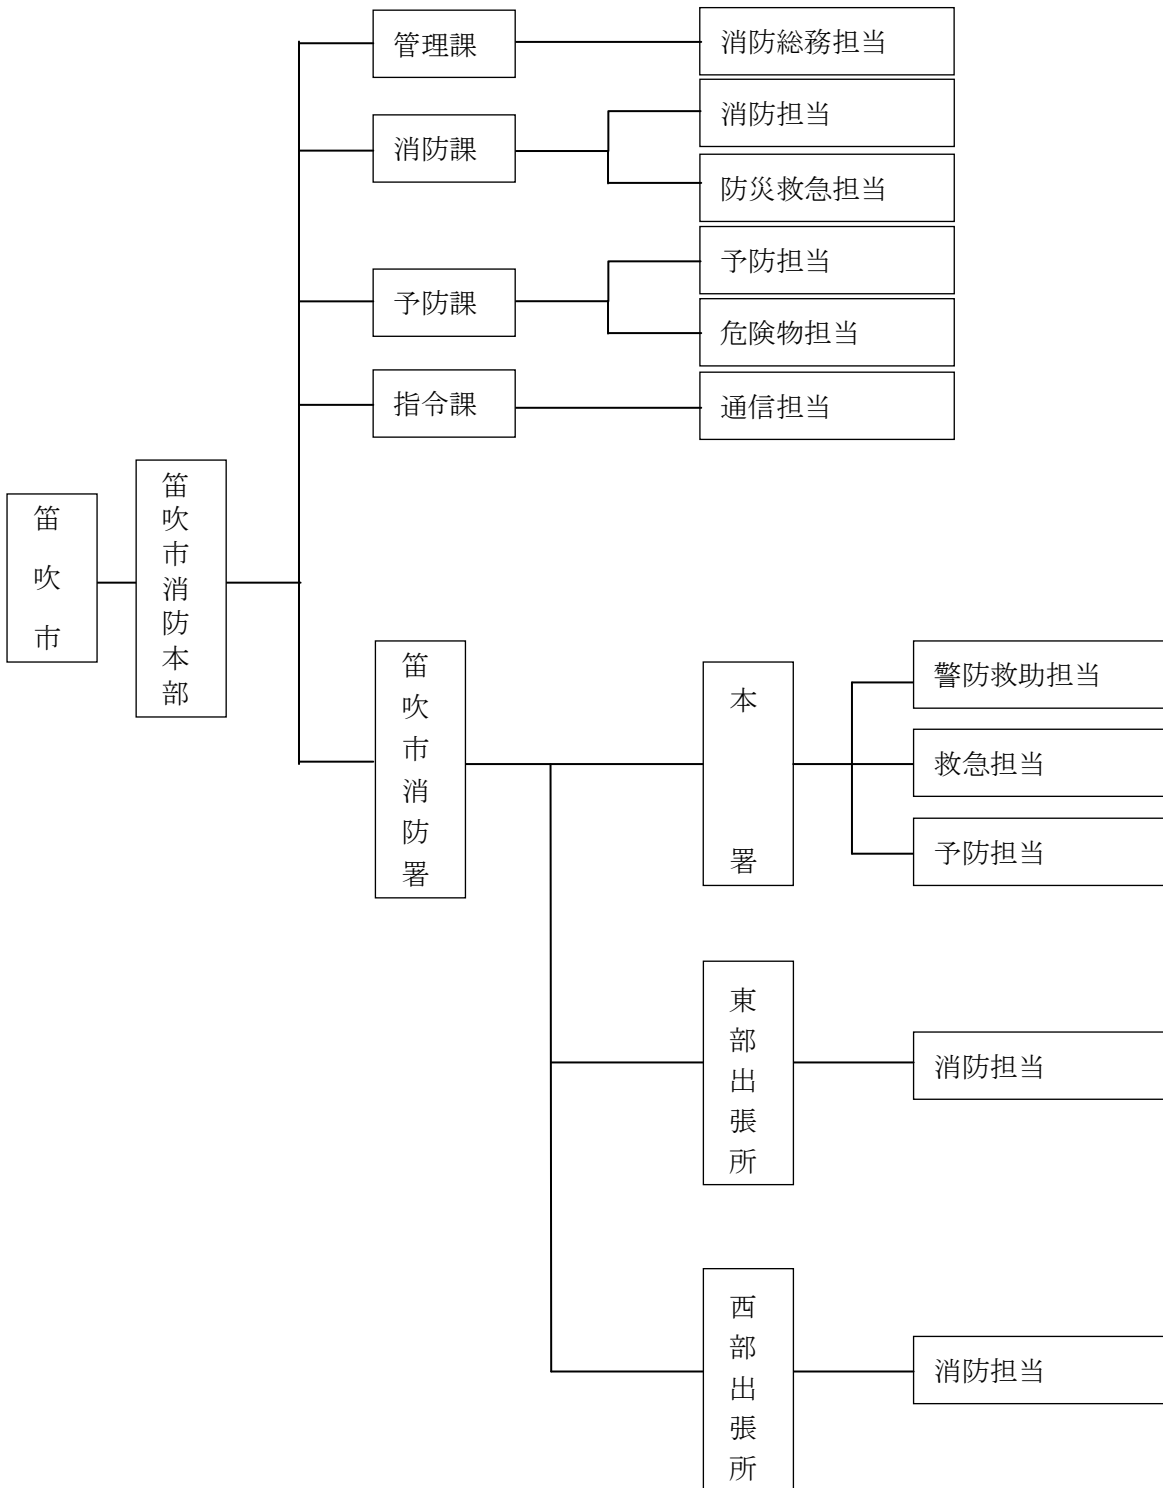 管理課
消防総務担当
消防課
消防担当
防災救急担当
予防課
予防担当
危険物担当
指令課
通信担当
笛吹市
笛吹市消防本部
笛吹市消防署
本署
警防救助担当
救急担当
予防担当
東部出張所
消防担当
西部出張所
消防担当